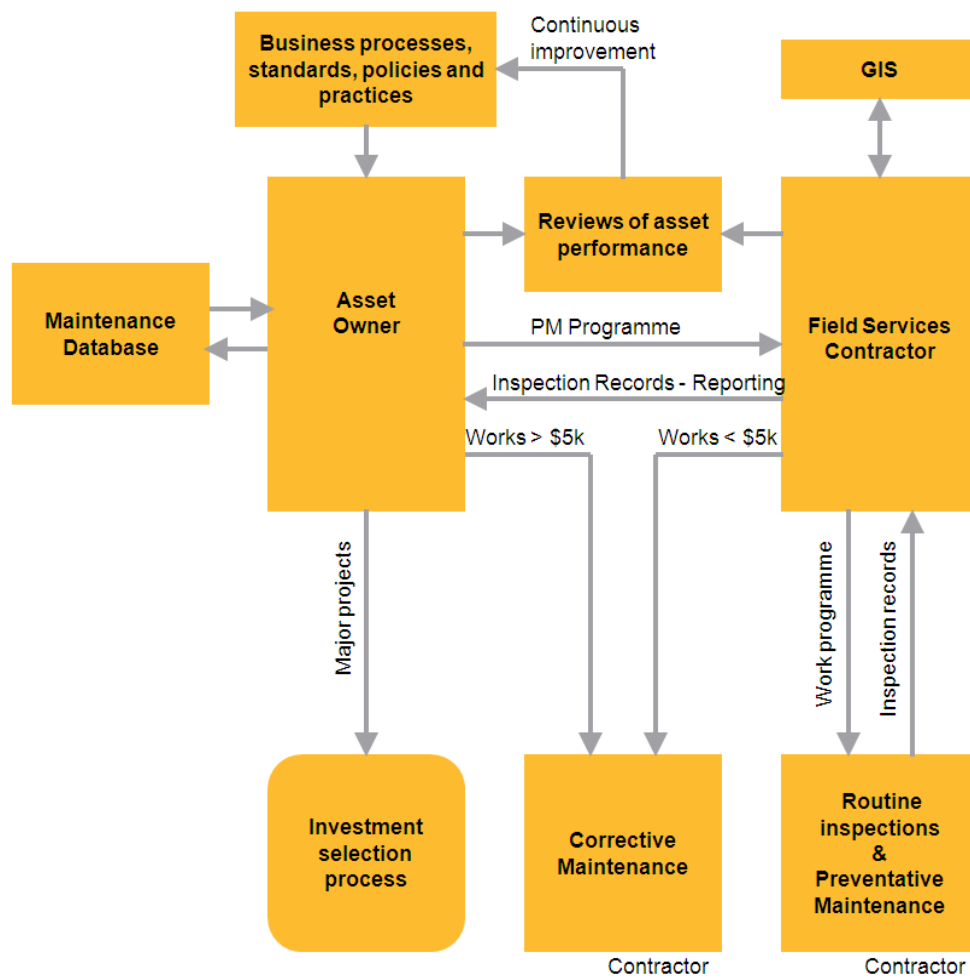 Continuous
improvement
Business processes,
standards, policies and
practices
GIS
Reviews of asset
performance
Maintenance
Database
Asset
Owner
Field Services
Contractor
PM Programme
Inspection Records - Reporting
Works > $5k
Works < $5k
Major projects
Work programme
Inspection records
Investment
selection
process
Corrective
Maintenance
Routine
inspections
&
Preventative
Maintenance
Contractor
Contractor